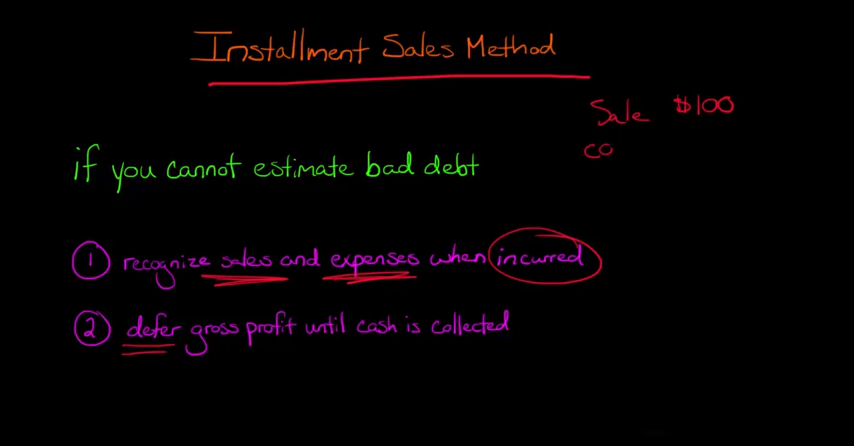 Installment Sales Method
Sale $100
co
if you cannot estimate bad debt
1 recognize sales and expenses when incurred
2 defer gross profit until cash is collected